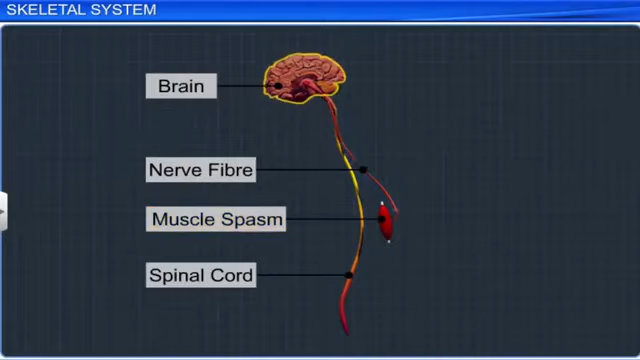 SKELETAL SYSTEM
Brain
Nerve Fibre
Muscle Spasm
Spinal Cord